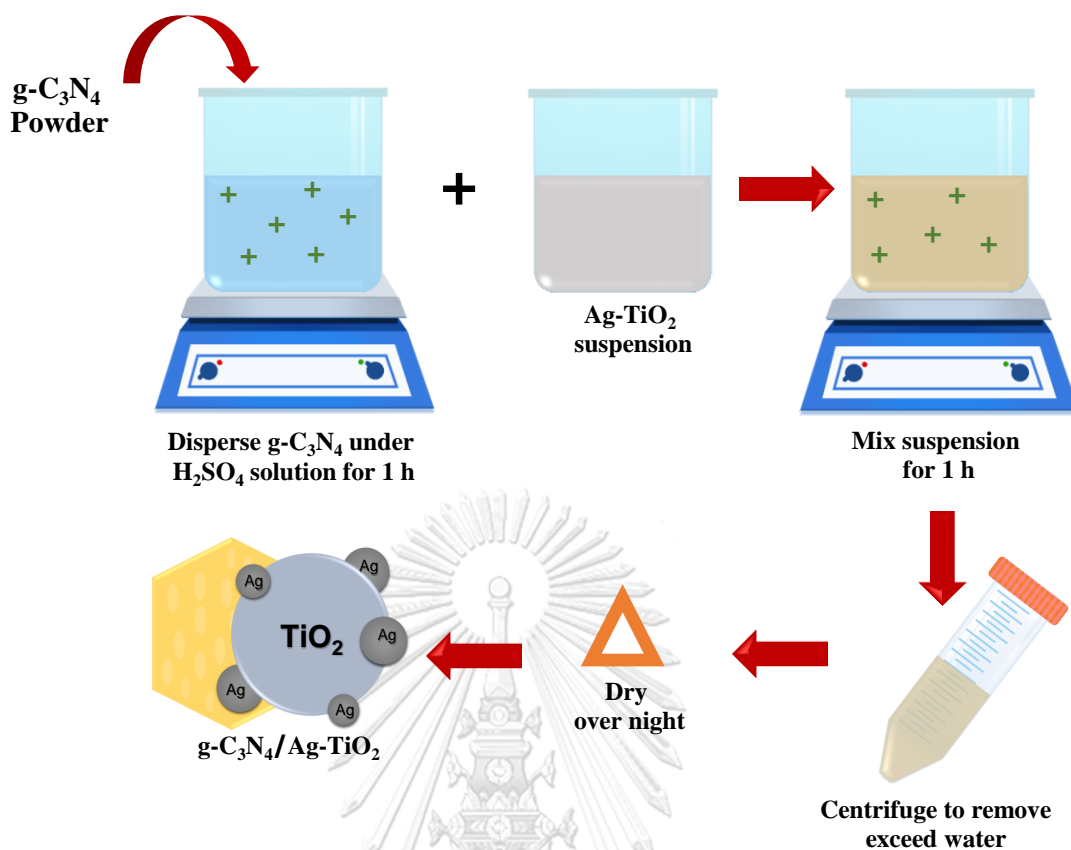 g-C₃N₄
Powder
+
Ag-TiO₂
suspension
Disperse g-C₃N₄ under
H₂SO₄ solution for 1 h
Mix suspension
for 1 h
Centrifuge to remove
exceed water
Dry
over night
Ag
Ag
TiO₂
Ag
Ag
Ag
g-C₃N₄/Ag-TiO₂